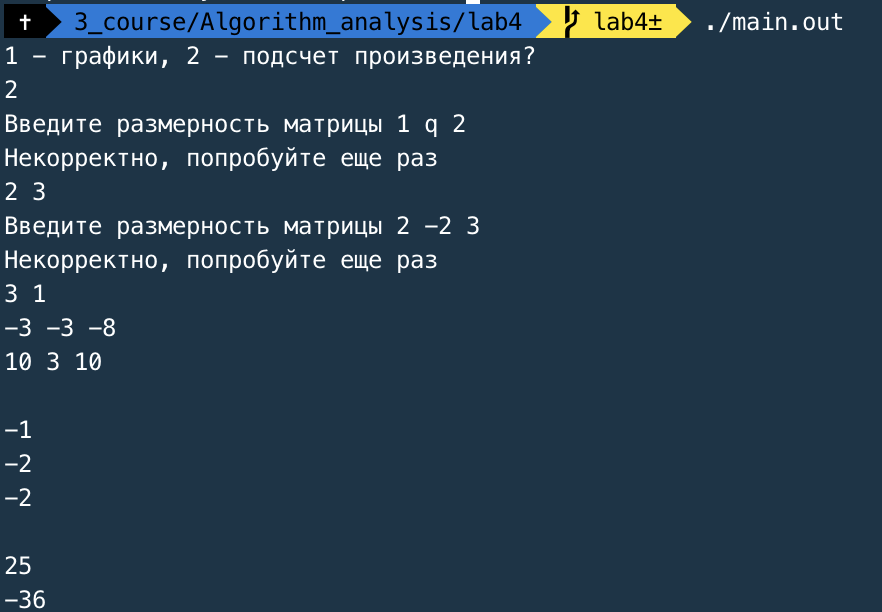 ✝ 3_course/Algorithm_analysis/lab4 lab4± ./main.out
1 – графики, 2 – подсчет произведения?
2
Введите размерность матрицы 1 q 2
Некорректно, попробуйте еще раз
2 3
Введите размерность матрицы 2 -2 3
Некорректно, попробуйте еще раз
3 1
-3 -3 -8
10 3 10
-1
-2
-2
25
-36